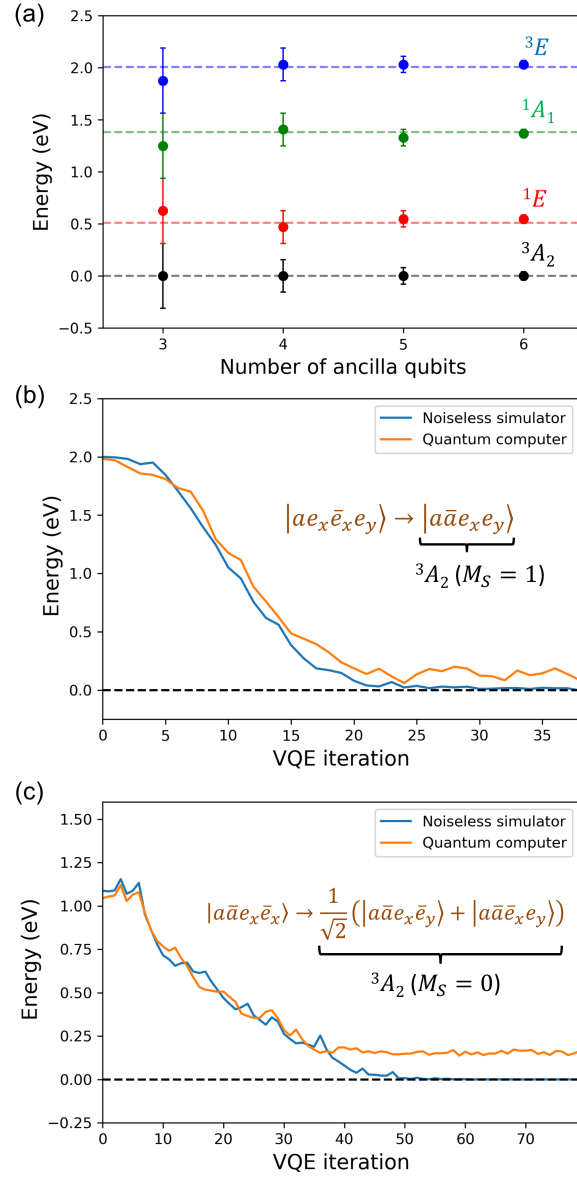 (a)
2.5
2.0
1.5
1.0
0.5
0.0
−0.5
Energy (eV)
³E
¹A₁
¹E
³A₂
3 4 5 6
Number of ancilla qubits
(b)
2.5
2.0
1.5
1.0
0.5
0.0
Energy (eV)
Noiseless simulator
Quantum computer
|aeₓēₓe_y⟩ → |aāeₓe_y⟩
³A₂ (M_S = 1)
0 5 10 15 20 25 30 35
VQE iteration
(c)
1.50
1.25
1.00
0.75
0.50
0.25
0.00
−0.25
Energy (eV)
Noiseless simulator
Quantum computer
|aāeₓēₓ⟩ → 1/√2 (|aāeₓē_y⟩ + |aāēₓe_y⟩)
³A₂ (M_S = 0)
0 10 20 30 40 50 60 70
VQE iteration